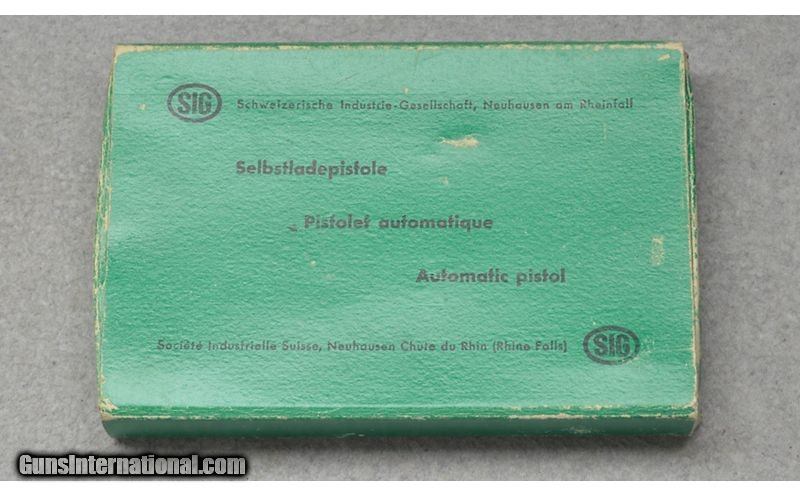 SIG Schweizerische Industrie-Gesellschaft, Neuhausen am Rheinfall
Selbstladepistole
Pistolet automatique
Automatic pistol
Société Industrielle Suisse, Neuhausen Chute du Rhin (Rhine Falls) SIG
GunsInternational.com